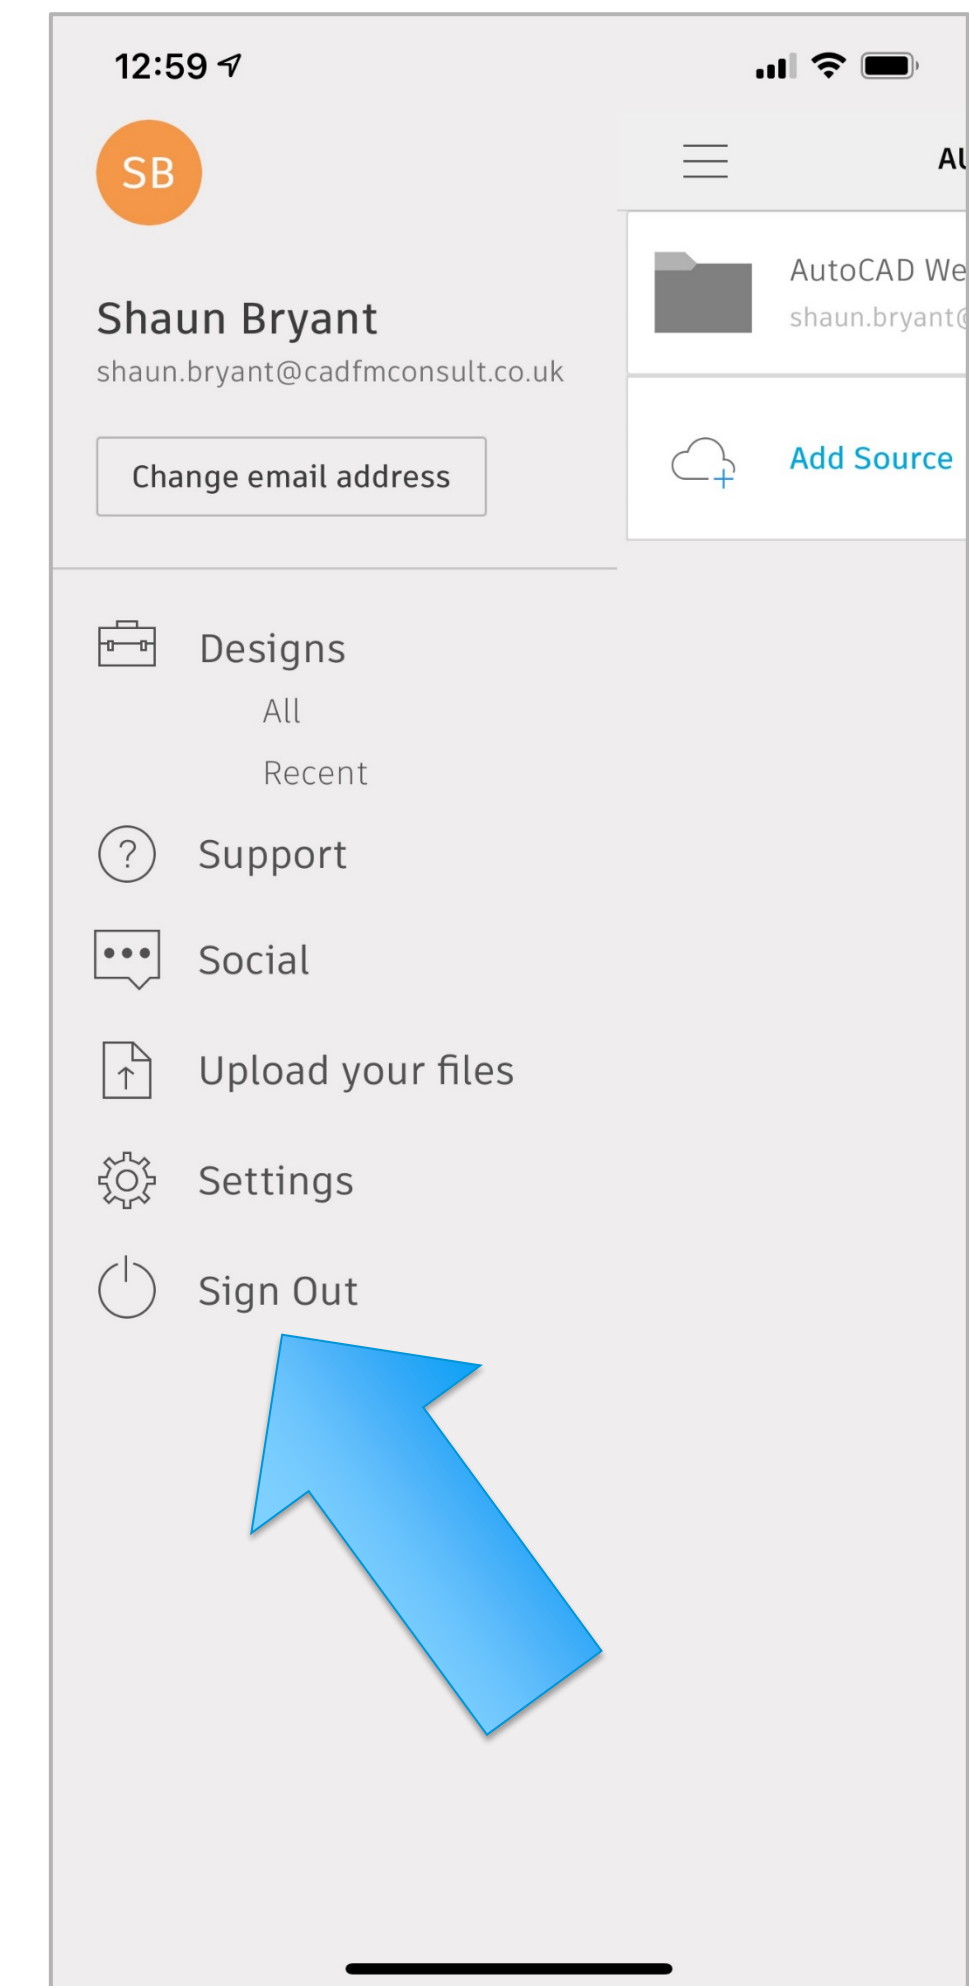 12:59
SB
Shaun Bryant
shaun.bryant@cadfmconsult.co.uk
Change email address
Designs
All
Recent
Support
Social
Upload your files
Settings
Sign Out
AutoCAD We
shaun.bryant@
Add Source